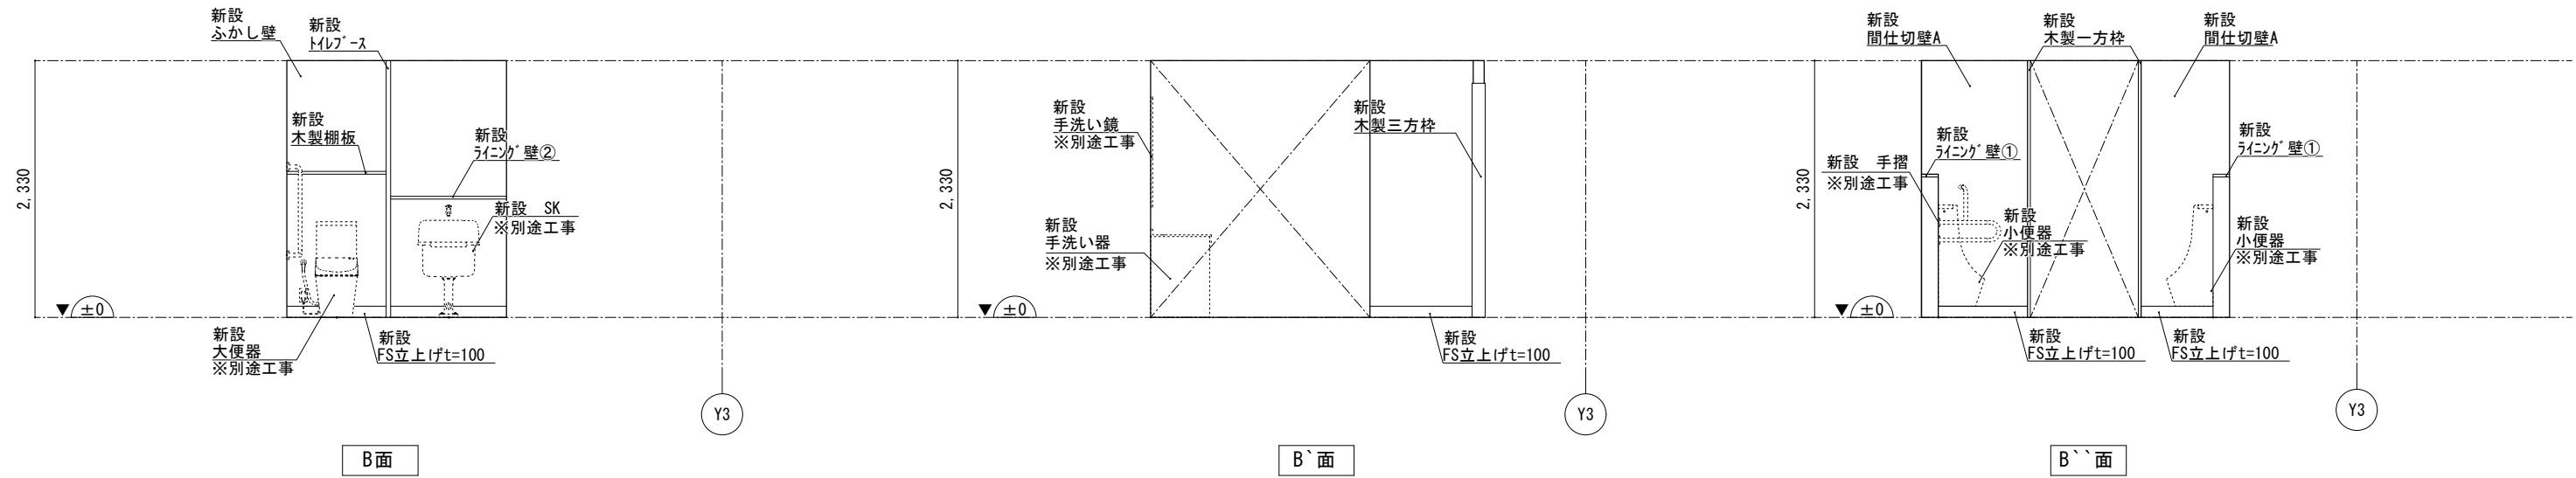 新設
ふかし壁
新設
ﾄｲﾚﾌﾞｰｽ
新設
木製棚板
新設
ﾗｲﾆﾝｸﾞ壁②
新設　SK
※別途工事
2,330
±0
新設
大便器
※別途工事
新設
FS立上げt=100
Y3
B面
新設
手洗い鏡
※別途工事
新設
木製三方枠
新設
手洗い器
※別途工事
2,330
±0
新設
FS立上げt=100
Y3
B`面
新設
間仕切壁A
新設
木製一方枠
新設
間仕切壁A
新設
ﾗｲﾆﾝｸﾞ壁①
新設
ﾗｲﾆﾝｸﾞ壁①
新設　手摺
※別途工事
新設
小便器
※別途工事
新設
小便器
※別途工事
2,330
±0
新設
FS立上げt=100
新設
FS立上げt=100
Y3
B``面